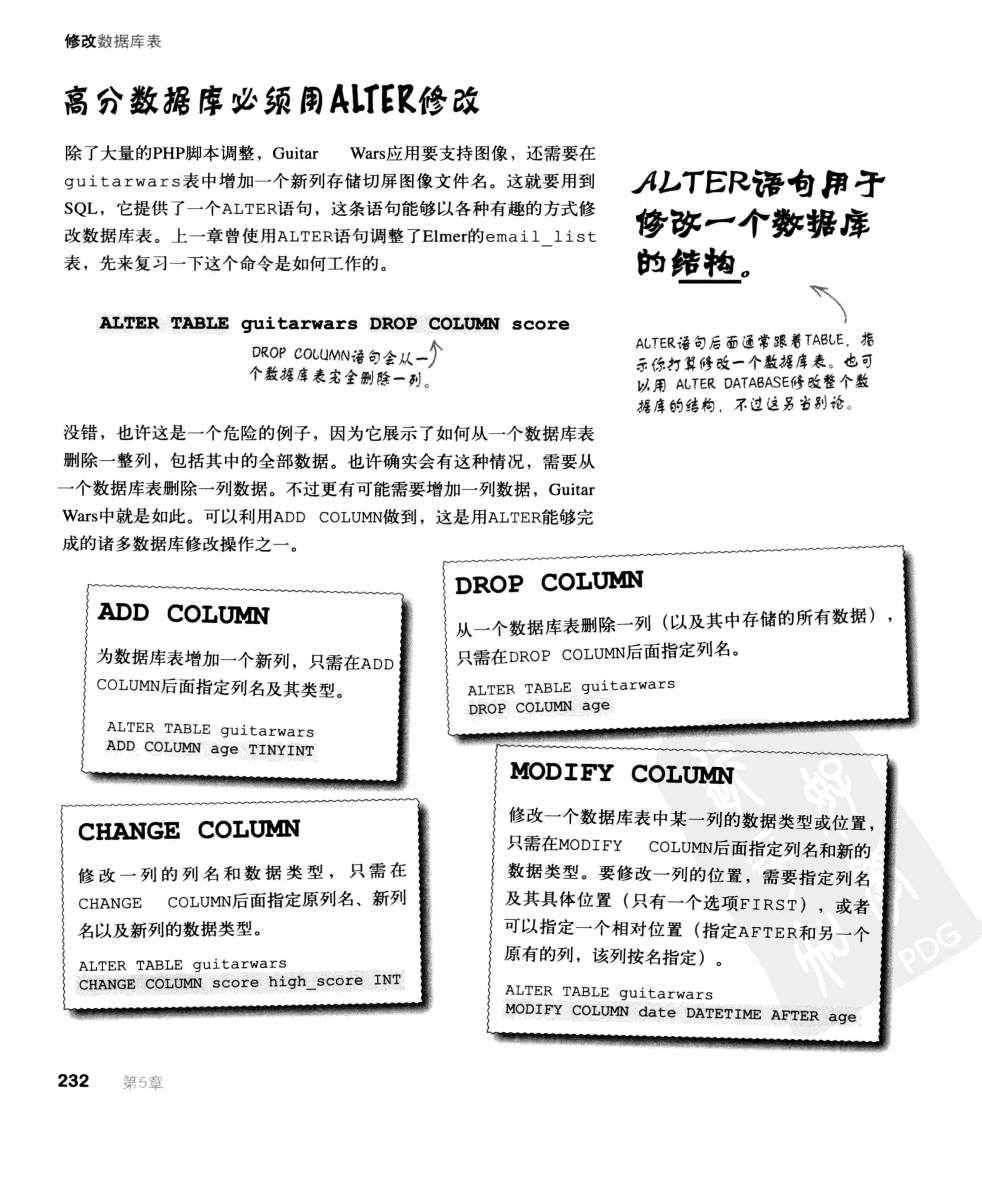 修改数据库表
高分数据库必须用ALTER修改
除了大量的PHP脚本调整，Guitar Wars应用要支持图像，还需要在
guitarwars表中增加一个新列存储切屏图像文件名。这就要用到
SQL，它提供了一个ALTER语句，这条语句能够以各种有趣的方式修
改数据库表。上一章曾使用ALTER语句调整了Elmer的email_list
表，先来复习一下这个命令是如何工作的。
ALTER TABLE guitarwars DROP COLUMN score
DROP COLUMN语句会从一
个数据库表完全删除一列。
ALTER语句用于
修改一个数据库
的结构。
ALTER语句后面通常跟着TABLE，指
示你打算修改一个数据库表。也可
以用 ALTER DATABASE修改整个数
据库的结构，不过这另当别论。
没错，也许这是一个危险的例子，因为它展示了如何从一个数据库表
删除一整列，包括其中的全部数据。也许确实会有这种情况，需要从
一个数据库表删除一列数据。不过更有可能需要增加一列数据，Guitar
Wars中就是如此。可以利用ADD COLUMN做到，这是用ALTER能够完
成的诸多数据库修改操作之一。
ADD COLUMN
为数据库表增加一个新列，只需在ADD
COLUMN后面指定列名及其类型。
ALTER TABLE guitarwars
ADD COLUMN age TINYINT
DROP COLUMN
从一个数据库表删除一列（以及其中存储的所有数据），
只需在DROP COLUMN后面指定列名。
ALTER TABLE guitarwars
DROP COLUMN age
CHANGE COLUMN
修改一列的列名和数据类型，只需在
CHANGE COLUMN后面指定原列名、新列
名以及新列的数据类型。
ALTER TABLE guitarwars
CHANGE COLUMN score high_score INT
MODIFY COLUMN
修改一个数据库表中某一列的数据类型或位置，
只需在MODIFY COLUMN后面指定列名和新的
数据类型。要修改一列的位置，需要指定列名
及其具体位置（只有一个选项FIRST），或者
可以指定一个相对位置（指定AFTER和另一个
原有的列，该列按名指定）。
ALTER TABLE guitarwars
MODIFY COLUMN date DATETIME AFTER age
PDG
232 第5章